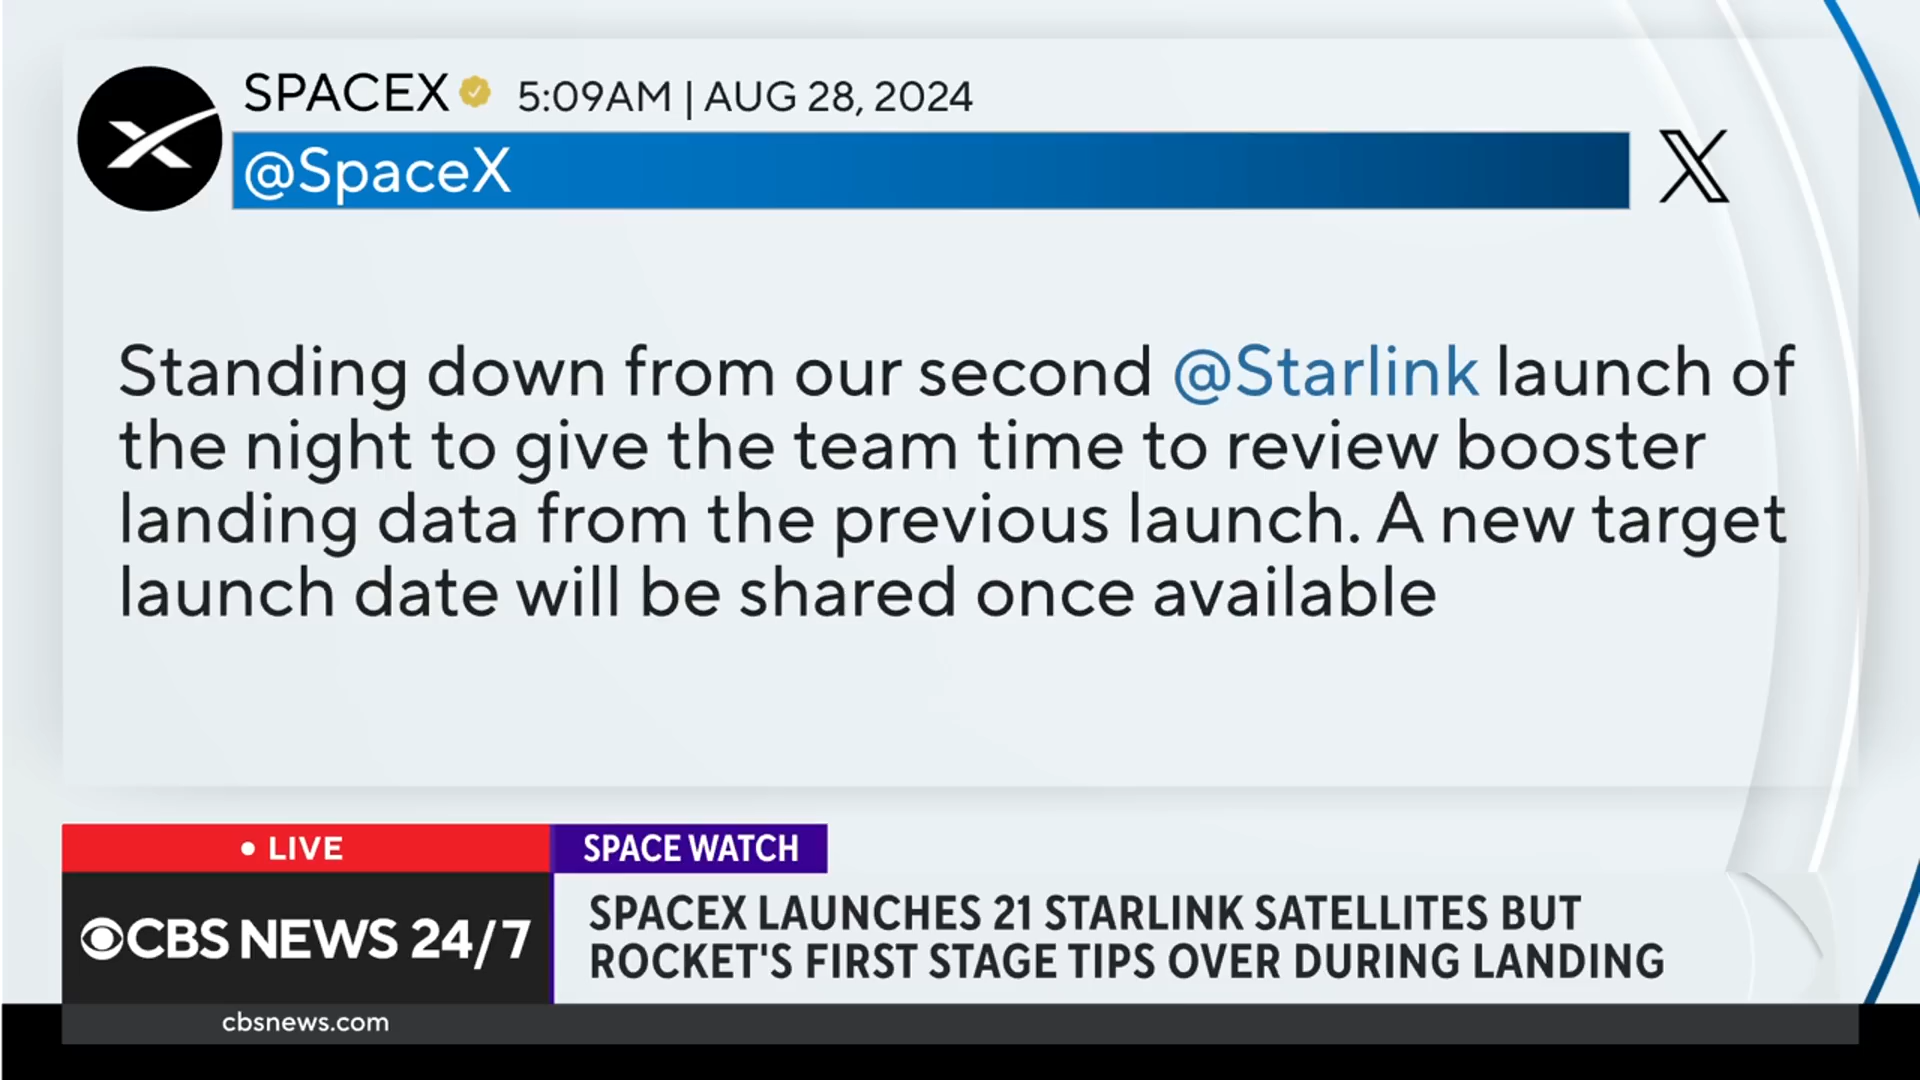 SPACEX 5:09AM | AUG 28, 2024
@SpaceX
Standing down from our second @Starlink launch of
the night to give the team time to review booster
landing data from the previous launch. A new target
launch date will be shared once available
• LIVE
SPACE WATCH
CBS NEWS 24/7
SPACEX LAUNCHES 21 STARLINK SATELLITES BUT
ROCKET'S FIRST STAGE TIPS OVER DURING LANDING
cbsnews.com